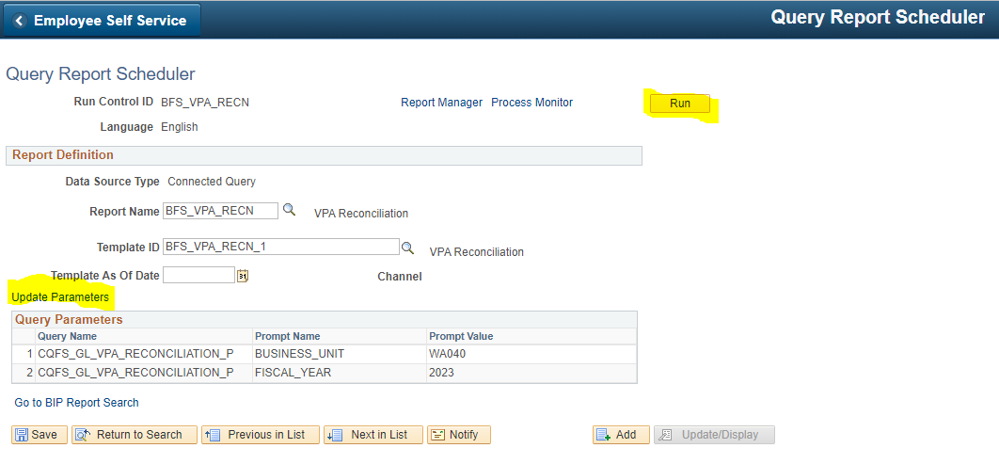 Employee Self Service
Query Report Scheduler
Query Report Scheduler
Run Control ID BFS_VPA_RECN Report Manager Process Monitor Run
Language English
Report Definition
Data Source Type Connected Query
Report Name BFS_VPA_RECN VPA Reconciliation
Template ID BFS_VPA_RECN_1 VPA Reconciliation
Template As Of Date 31 Channel
Update Parameters
Query Parameters
Query Name Prompt Name Prompt Value
1 CQFS_GL_VPA_RECONCILIATION_P BUSINESS_UNIT WA040
2 CQFS_GL_VPA_RECONCILIATION_P FISCAL_YEAR 2023
Go to BIP Report Search
Save Return to Search Previous in List Next in List Notify Add Update/Display